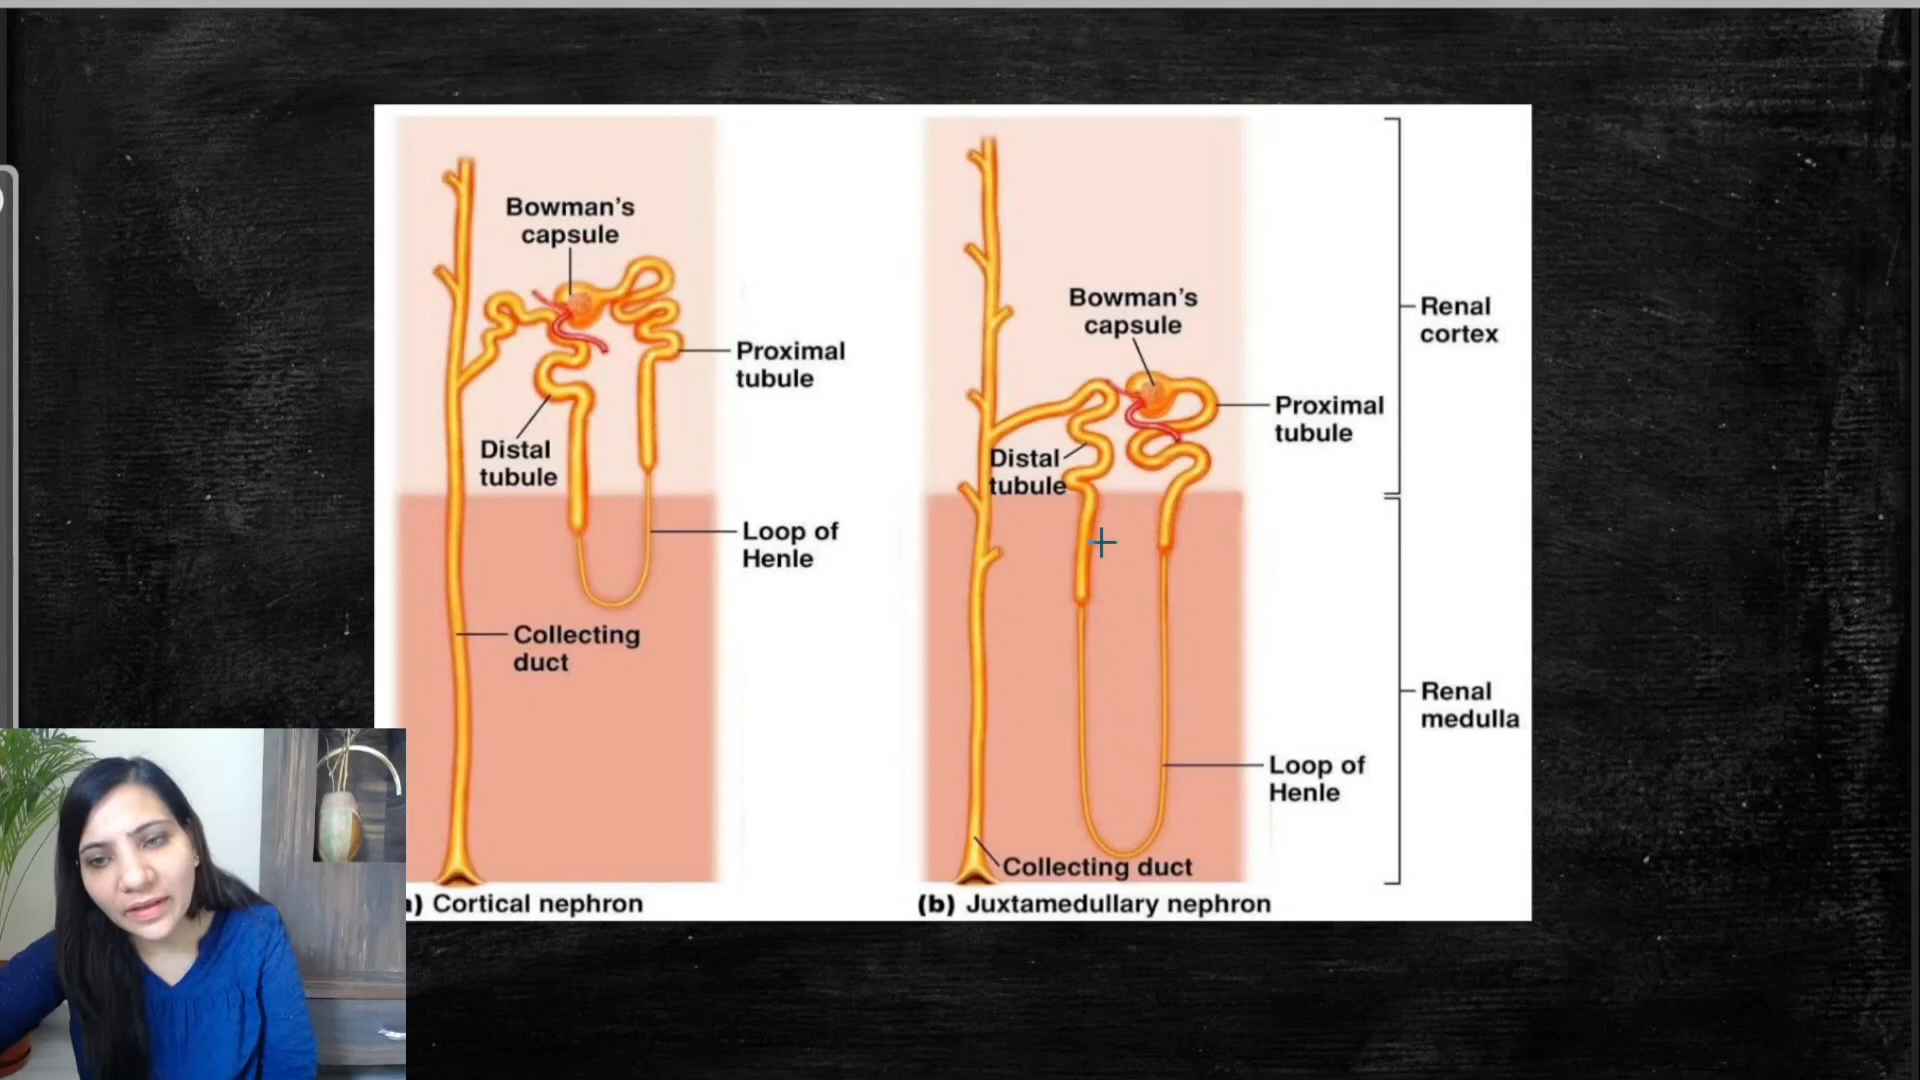 Bowman's
capsule
Proximal
tubule
Distal
tubule
Loop of
Henle
Collecting
duct
a) Cortical nephron
Bowman's
capsule
Proximal
tubule
Distal
tubule
Loop of
Henle
Collecting duct
(b) Juxtamedullary nephron
Renal
cortex
Renal
medulla